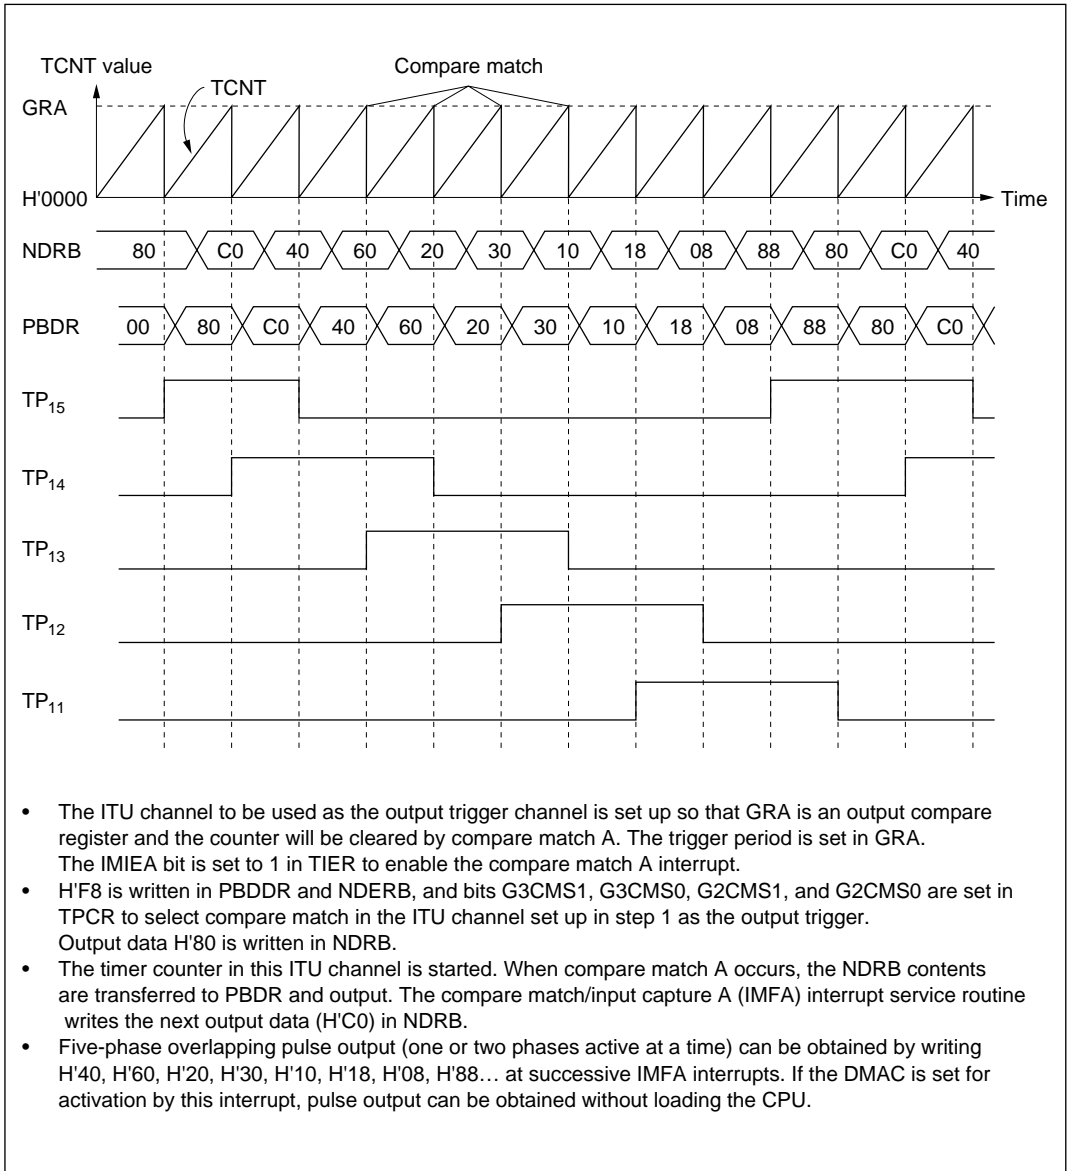 TCNT value
Compare match
TCNT
GRA
H'0000
Time
NDRB 80 C0 40 60 20 30 10 18 08 88 80 C0 40
PBDR 00 80 C0 40 60 20 30 10 18 08 88 80 C0
TP15
TP14
TP13
TP12
TP11
• The ITU channel to be used as the output trigger channel is set up so that GRA is an output compare
register and the counter will be cleared by compare match A. The trigger period is set in GRA.
The IMIEA bit is set to 1 in TIER to enable the compare match A interrupt.
• H'F8 is written in PBDDR and NDERB, and bits G3CMS1, G3CMS0, G2CMS1, and G2CMS0 are set in
TPCR to select compare match in the ITU channel set up in step 1 as the output trigger.
Output data H'80 is written in NDRB.
• The timer counter in this ITU channel is started. When compare match A occurs, the NDRB contents
are transferred to PBDR and output. The compare match/input capture A (IMFA) interrupt service routine
writes the next output data (H'C0) in NDRB.
• Five-phase overlapping pulse output (one or two phases active at a time) can be obtained by writing
H'40, H'60, H'20, H'30, H'10, H'18, H'08, H'88… at successive IMFA interrupts. If the DMAC is set for
activation by this interrupt, pulse output can be obtained without loading the CPU.